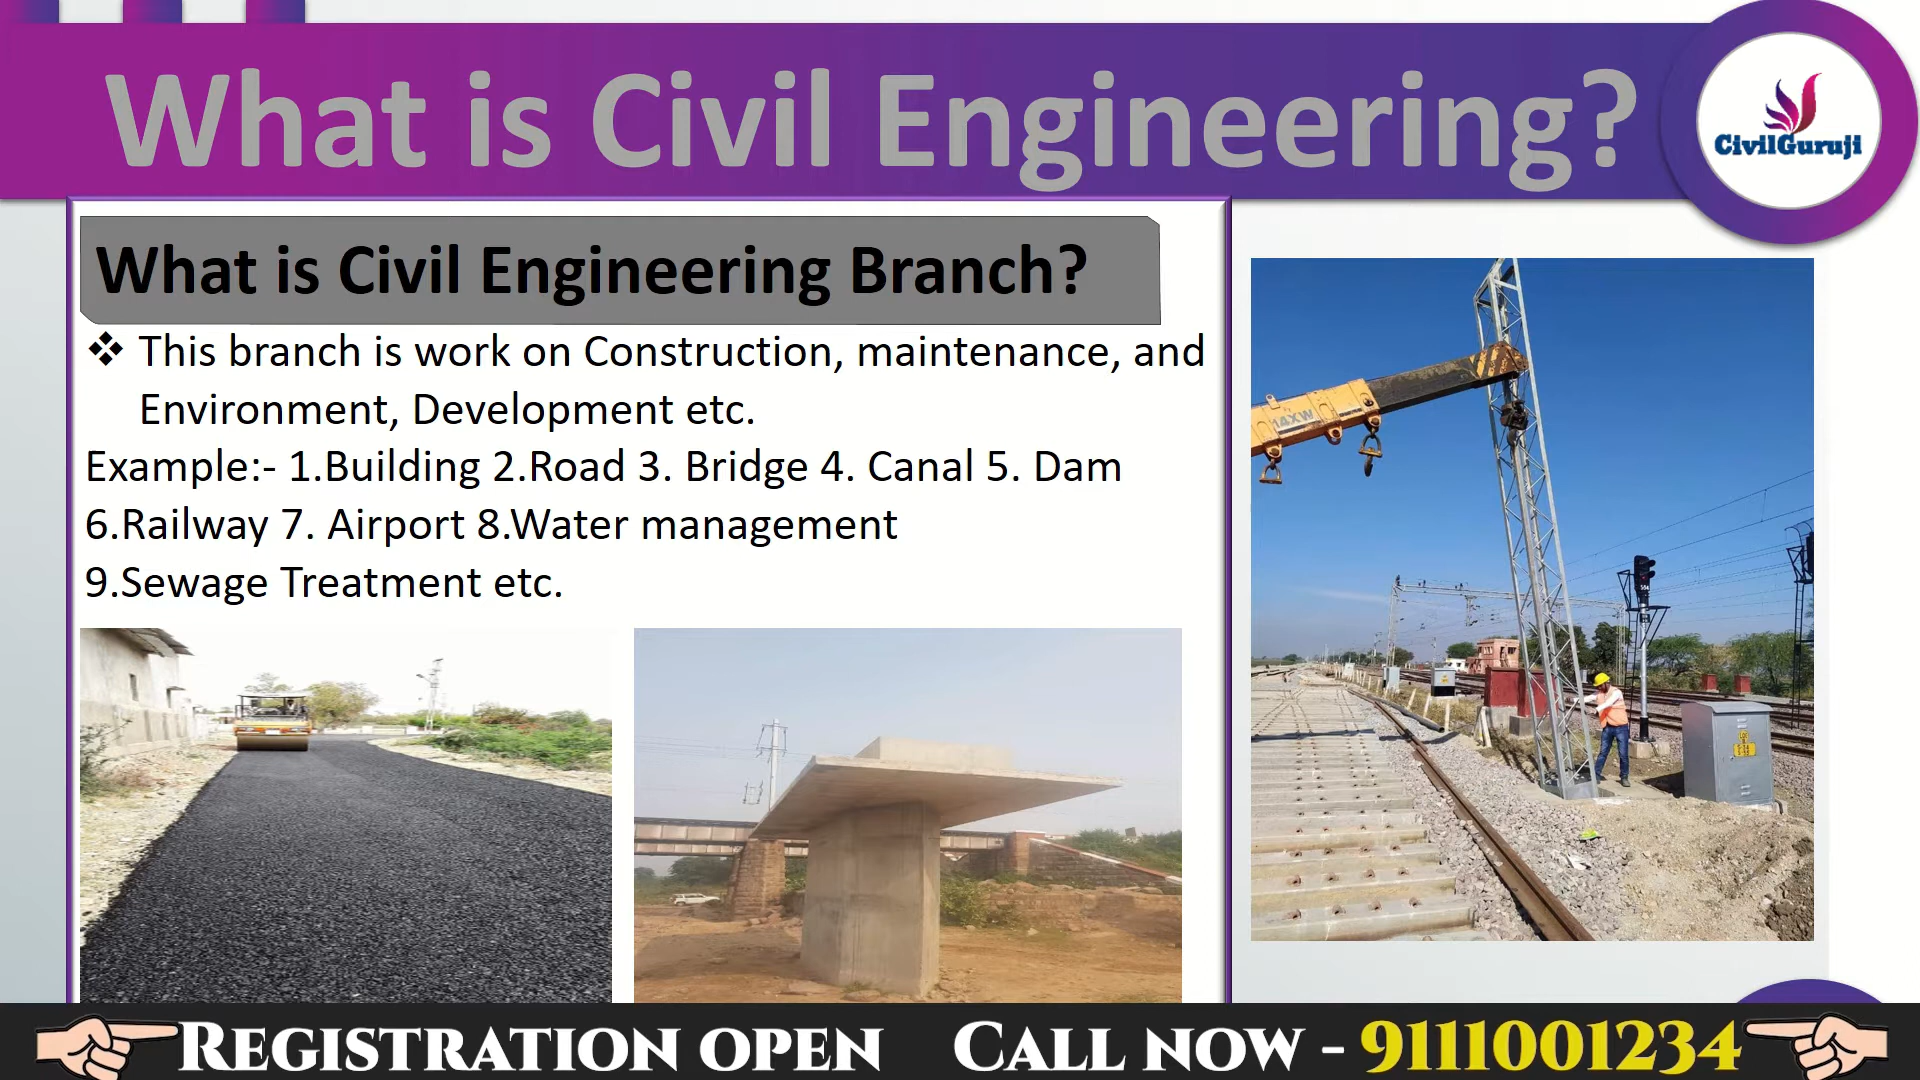 What is Civil Engineering?
CivilGuruji
What is Civil Engineering Branch?
❖ This branch is work on Construction, maintenance, and
Environment, Development etc.
Example:- 1.Building 2.Road 3. Bridge 4. Canal 5. Dam
6.Railway 7. Airport 8.Water management
9.Sewage Treatment etc.
14XW
REGISTRATION OPEN CALL NOW - 9111001234